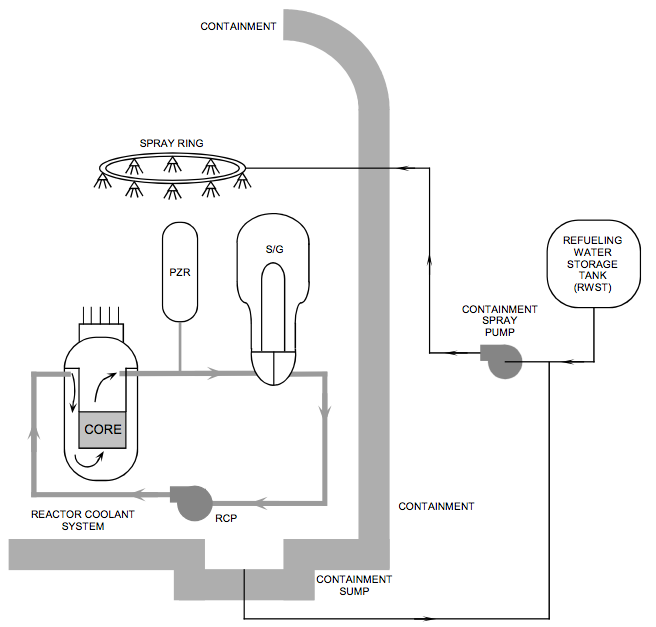 CONTAINMENT
SPRAY RING
PZR
S/G
REFUELING
WATER
STORAGE
TANK
(RWST)
CONTAINMENT
SPRAY
PUMP
CORE
REACTOR COOLANT
SYSTEM
RCP
CONTAINMENT
CONTAINMENT
SUMP